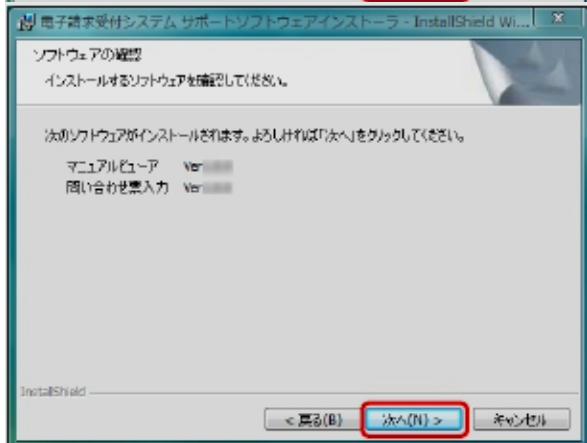 電子請求受付システム サポートソフトウェアインストーラ - InstallShield Wi...
ソフトウェアの確認
インストールするソフトウェアを確認してください。
次のソフトウェアがインストールされます。よろしければ「次へ」をクリックしてください。
マニュアルビューア Ver
問い合わせ票入力 Ver
InstallShield
< 戻る(B) 次へ(N) > キャンセル